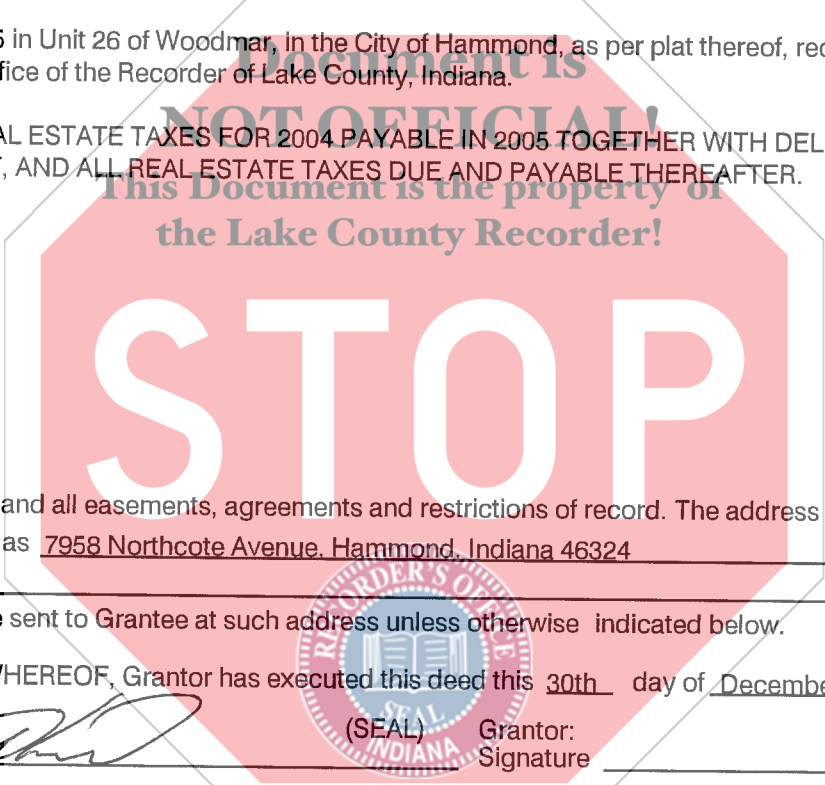 5 in Unit 26 of Woodmar, in the City of Hammond, as per plat thereof, rec
Document is
fice of the Recorder of Lake County, Indiana.
NOT OFFICIAL!
AL ESTATE TAXES FOR 2004 PAYABLE IN 2005 TOGETHER WITH DEL
, AND ALL REAL ESTATE TAXES DUE AND PAYABLE THEREAFTER.
This Document is the property of
the Lake County Recorder!
STOP
and all easements, agreements and restrictions of record. The address
as 7958 Northcote Avenue, Hammond, Indiana 46324
RECORDER'S OFFICE
e sent to Grantee at such address unless otherwise indicated below.
WHEREOF, Grantor has executed this deed this 30th day of Decembe
SEAL
(SEAL) Grantor:
INDIANA
Signature